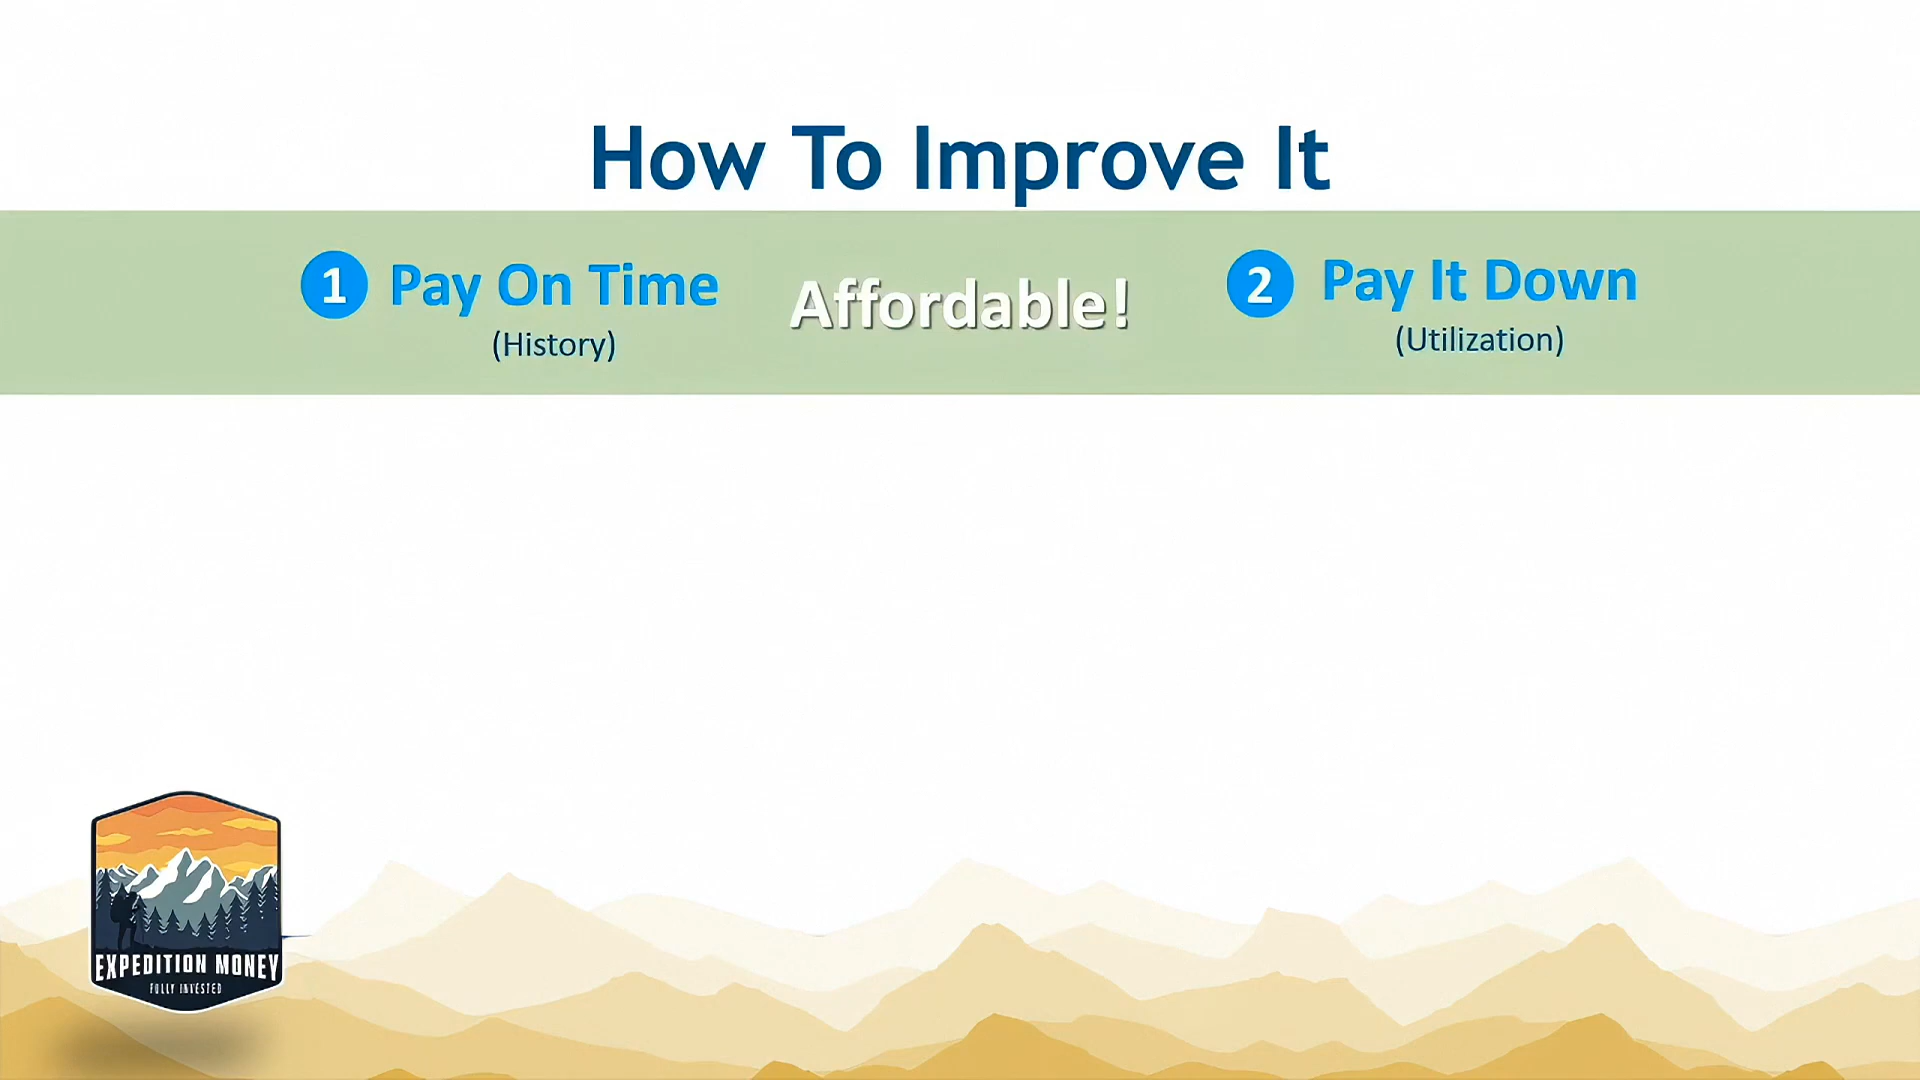 How To Improve It
1 Pay On Time
(History)
Affordable!
2 Pay It Down
(Utilization)
EXPEDITION MONEY
FULLY INVESTED